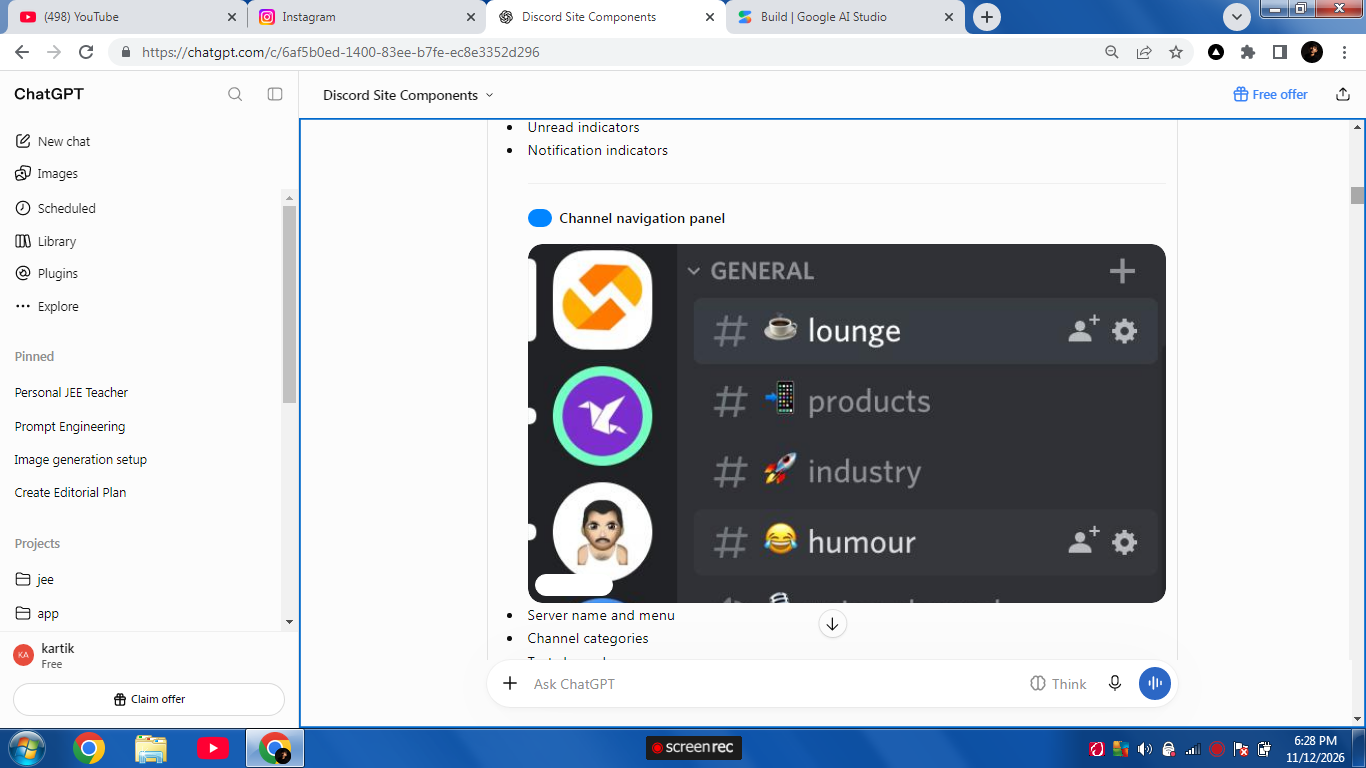 (498) YouTube
Instagram
Discord Site Components
Build | Google AI Studio
https://chatgpt.com/c/6af5b0ed-1400-83ee-b7fe-ec8e3352d296
ChatGPT
Discord Site Components
Free offer
New chat
Images
Scheduled
Library
Plugins
Explore
Pinned
Personal JEE Teacher
Prompt Engineering
Image generation setup
Create Editorial Plan
Projects
jee
app
KA
kartik
Free
Claim offer
Unread indicators
Notification indicators
Channel navigation panel
GENERAL
# lounge
# products
# industry
# humour
Server name and menu
Channel categories
Ask ChatGPT
Think
screenrec
6:28 PM
11/12/2026